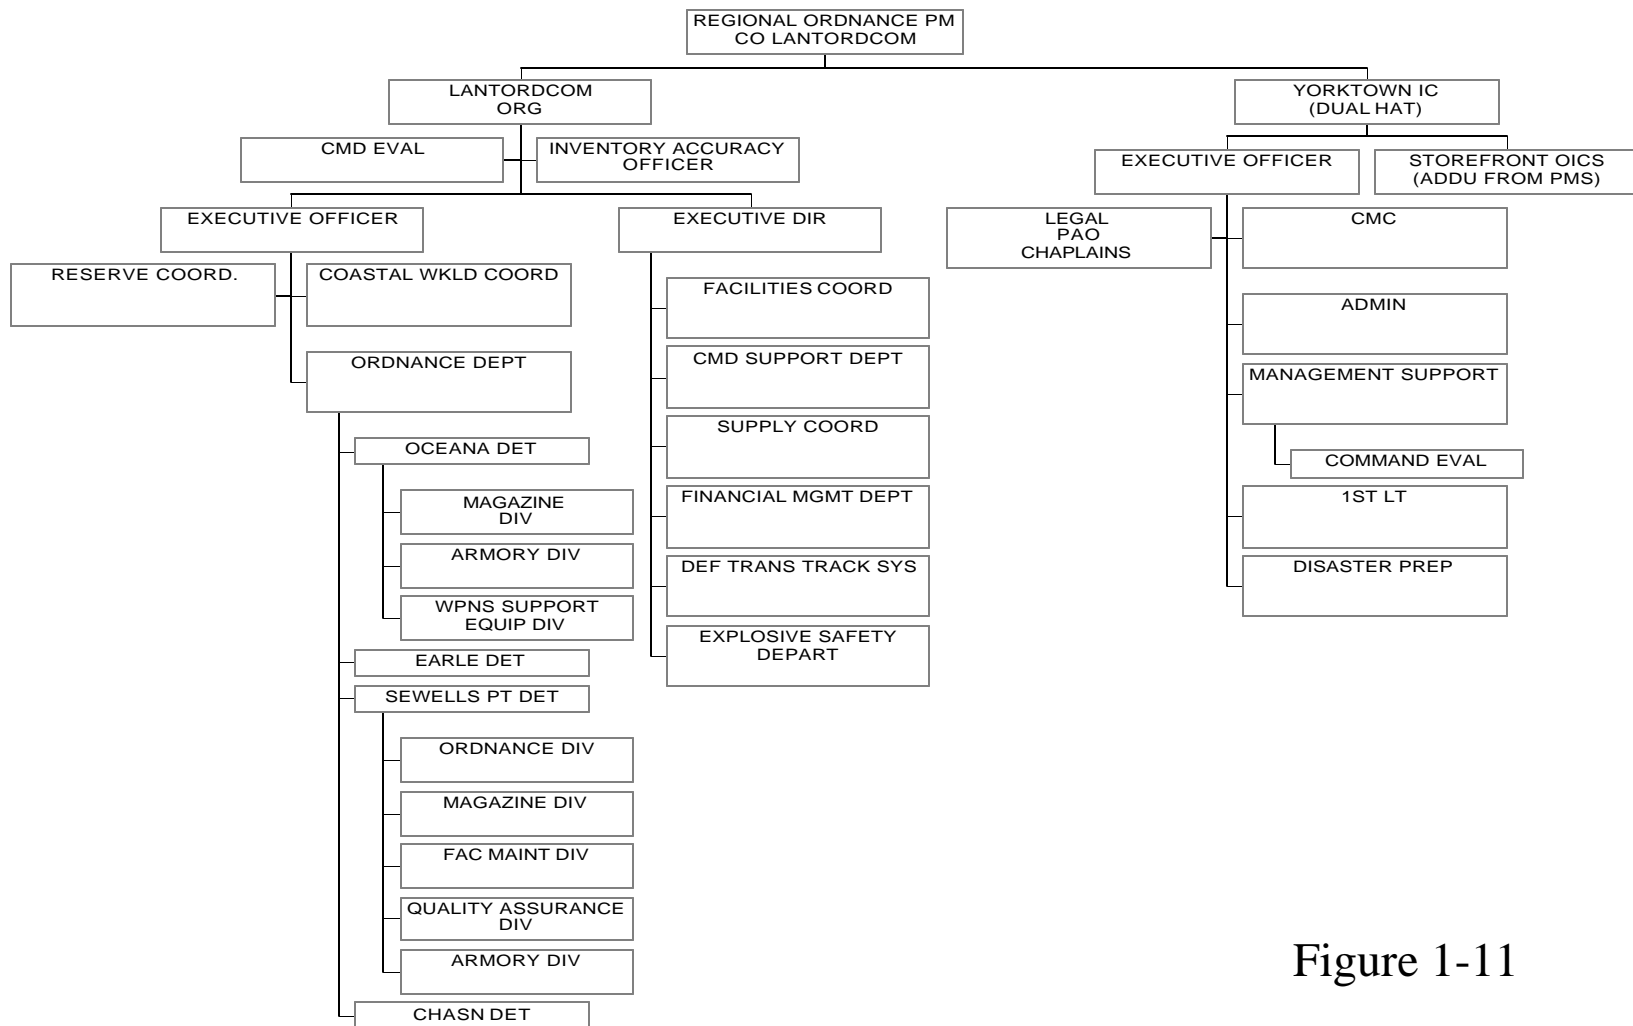 REGIONAL ORDNANCE PM
CO LANTORDCOM
LANTORDCOM
ORG
YORKTOWN IC
(DUAL HAT)
CMD EVAL
INVENTORY ACCURACY
OFFICER
EXECUTIVE OFFICER
STOREFRONT OICS
(ADDU FROM PMS)
EXECUTIVE OFFICER
EXECUTIVE DIR
LEGAL
PAO
CHAPLAINS
CMC
RESERVE COORD.
COASTAL WKLD COORD
FACILITIES COORD
ADMIN
ORDNANCE DEPT
CMD SUPPORT DEPT
MANAGEMENT SUPPORT
OCEANA DET
SUPPLY COORD
COMMAND EVAL
MAGAZINE
DIV
FINANCIAL MGMT DEPT
1ST LT
ARMORY DIV
DEF TRANS TRACK SYS
DISASTER PREP
WPNS SUPPORT
EQUIP DIV
EXPLOSIVE SAFETY
DEPART
EARLE DET
SEWELLS PT DET
ORDNANCE DIV
MAGAZINE DIV
FAC MAINT DIV
QUALITY ASSURANCE
DIV
ARMORY DIV
CHASN DET
Figure 1-11